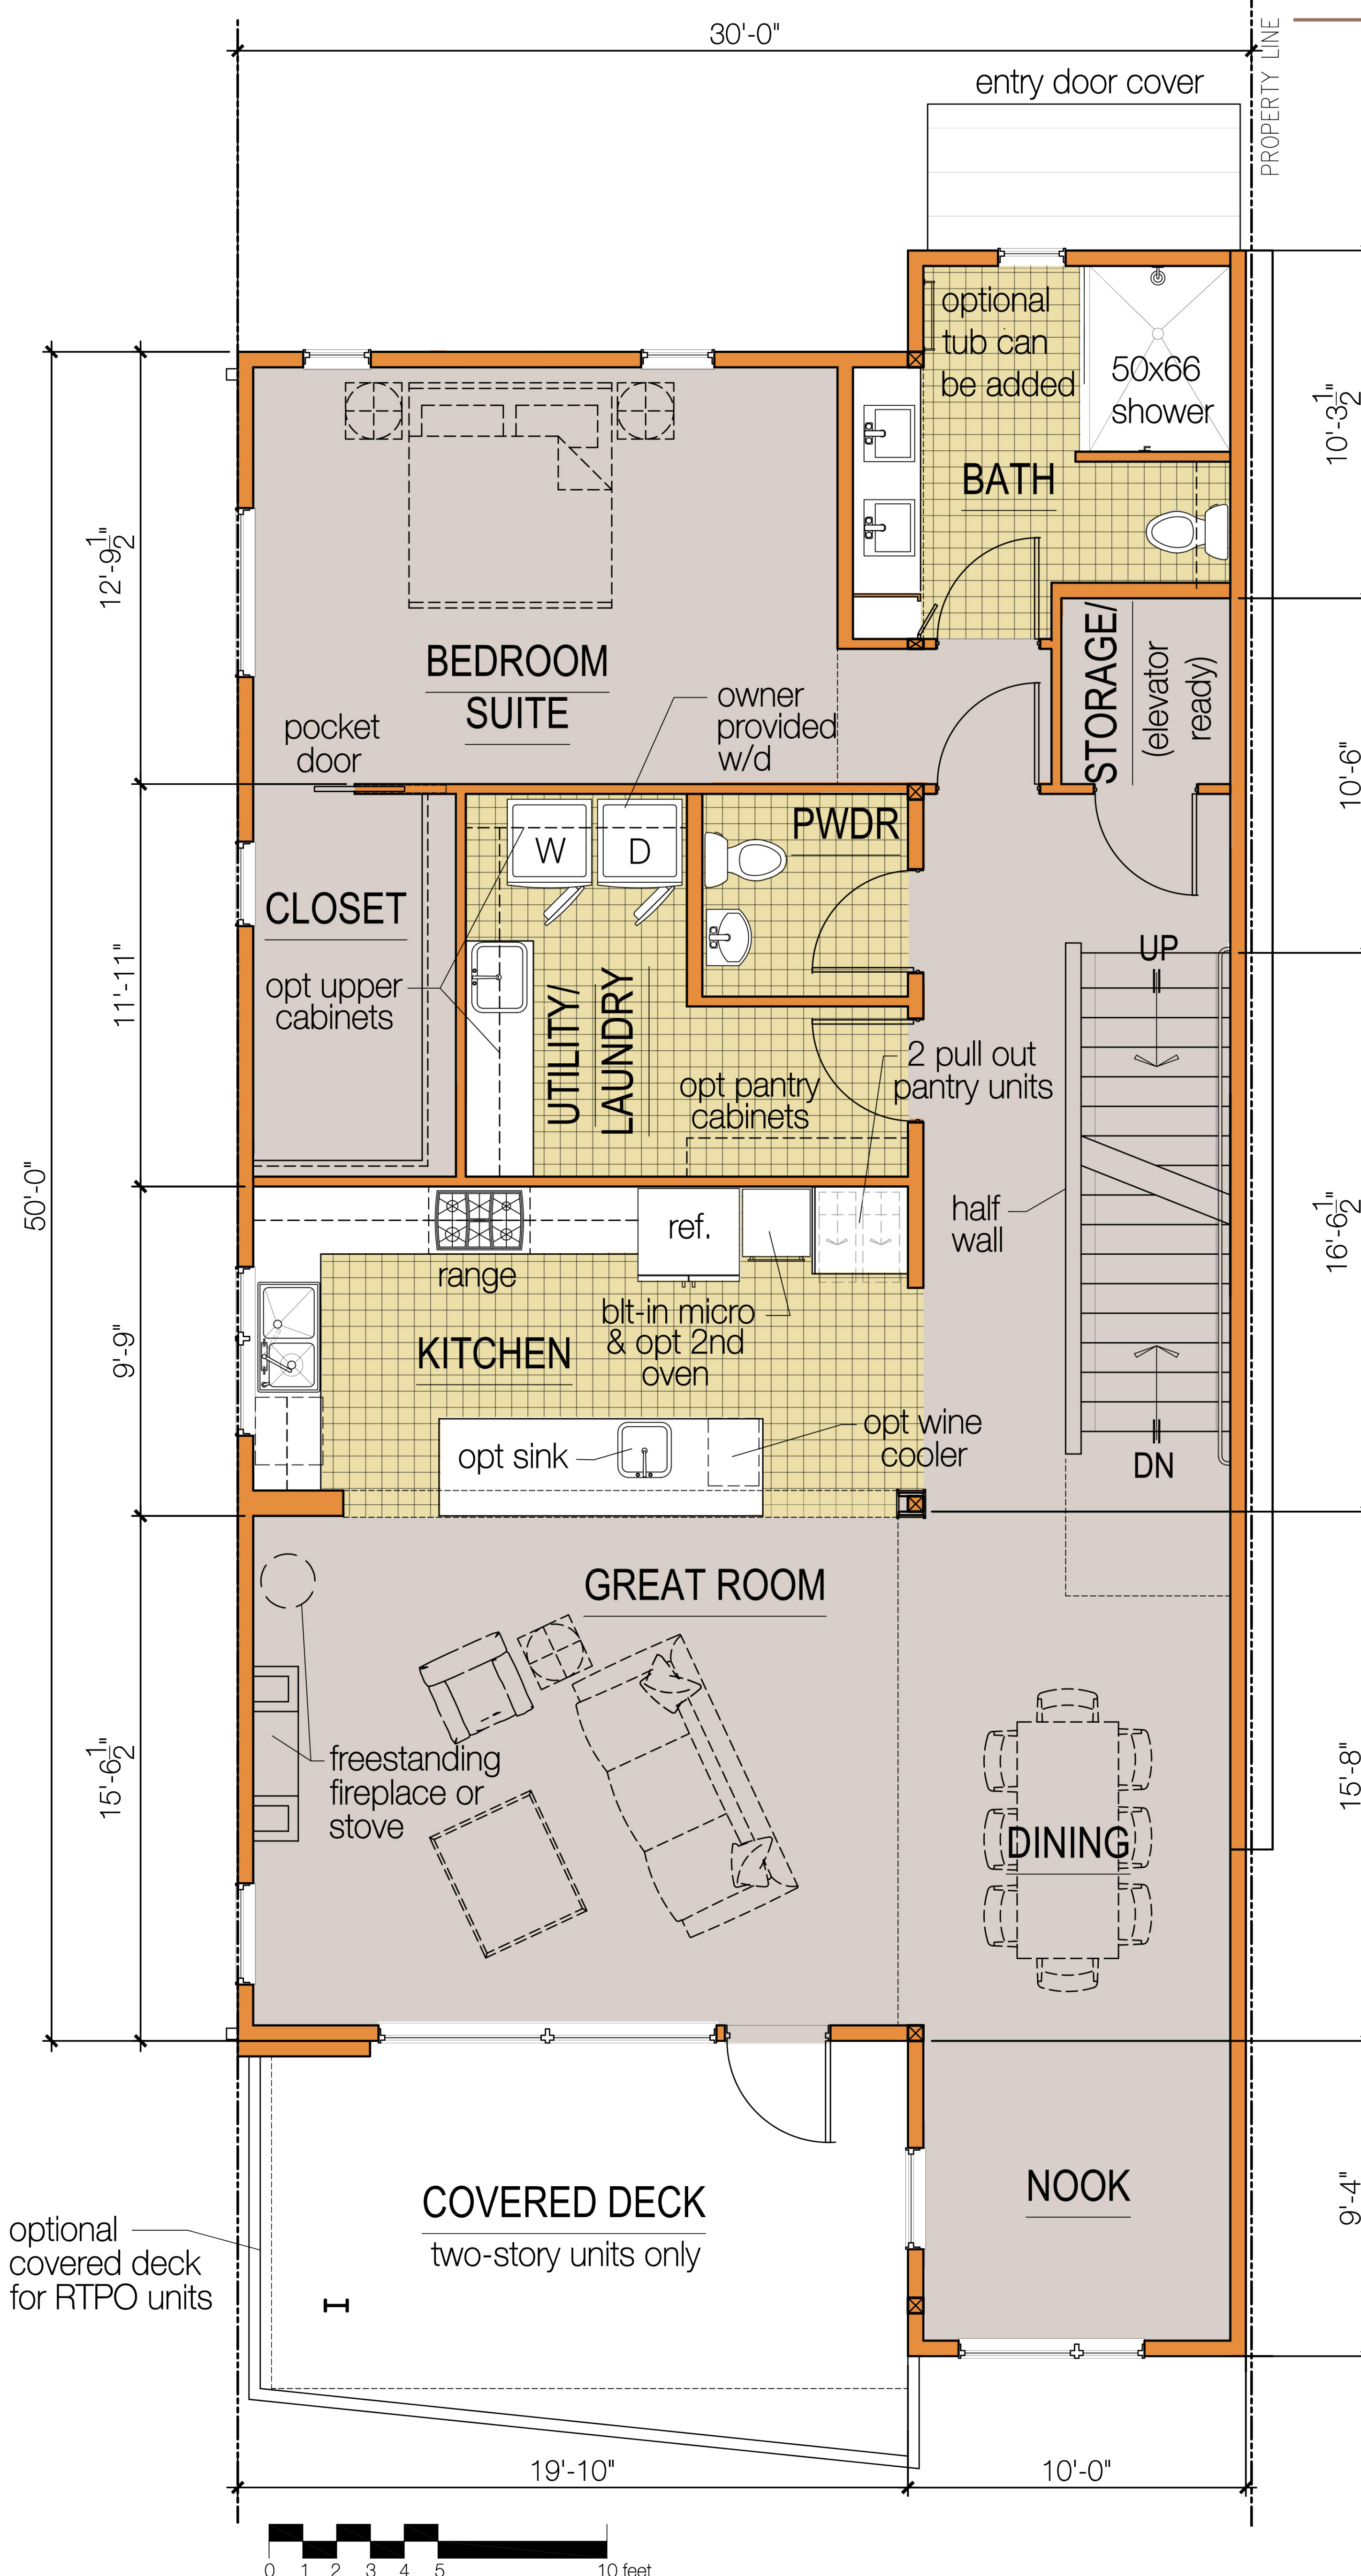 30'-0"
PROPERTY LINE
entry door cover
optional
tub can
be added
50x66
shower
BATH
10'-3 1/2"
12'-9 1/2"
BEDROOM
SUITE
owner
provided
w/d
pocket
door
STORAGE/
(elevator
ready)
10'-6"
W
D
PWDR
CLOSET
opt upper
cabinets
UTILITY/
LAUNDRY
opt pantry
cabinets
2 pull out
pantry units
UP
11'-11"
50'-0"
half
wall
16'-6 1/2"
ref.
range
blt-in micro
& opt 2nd
oven
KITCHEN
9'-9"
opt sink
opt wine
cooler
DN
GREAT ROOM
freestanding
fireplace or
stove
15'-6 1/2"
DINING
15'-8"
COVERED DECK
two-story units only
NOOK
9'-4"
optional
covered deck
for RTPO units
19'-10"
10'-0"
0 1 2 3 4 5 10 feet